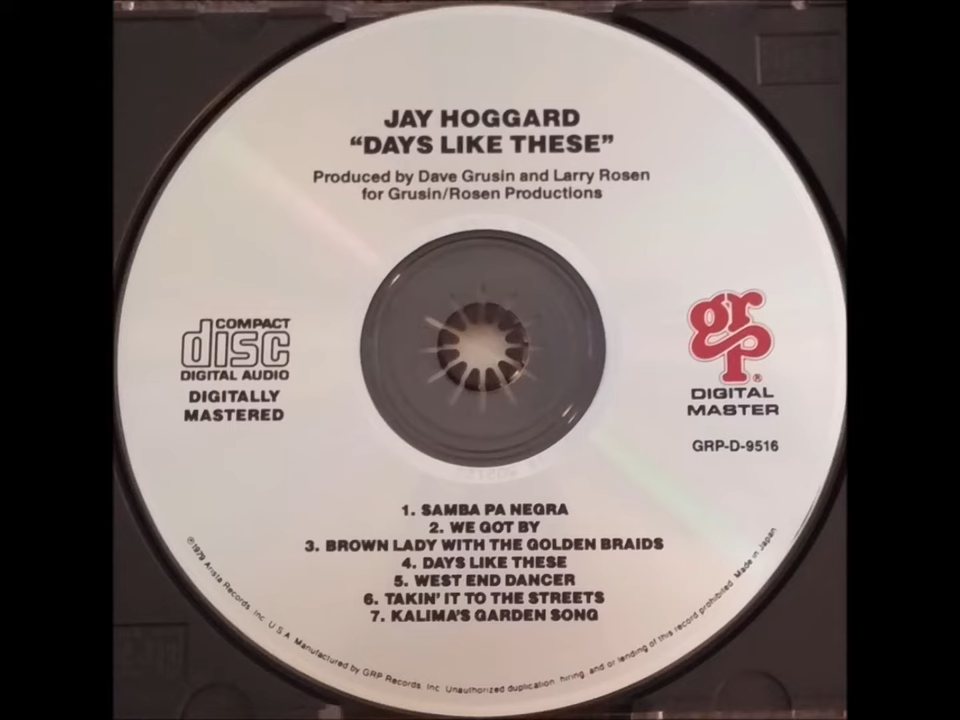 JAY HOGGARD
“DAYS LIKE THESE”
Produced by Dave Grusin and Larry Rosen
for Grusin/Rosen Productions
COMPACT
disc
DIGITAL AUDIO
DIGITALLY
MASTERED
grp®
DIGITAL
MASTER
GRP-D-9516
1. SAMBA PA NEGRA
2. WE GOT BY
3. BROWN LADY WITH THE GOLDEN BRAIDS
4. DAYS LIKE THESE
5. WEST END DANCER
6. TAKIN’ IT TO THE STREETS
7. KALIMA’S GARDEN SONG
℗1979 Arista Records, Inc. U.S.A. Manufactured by GRP Records, Inc. Unauthorized duplication, hiring, and or lending of this record prohibited. Made in Japan